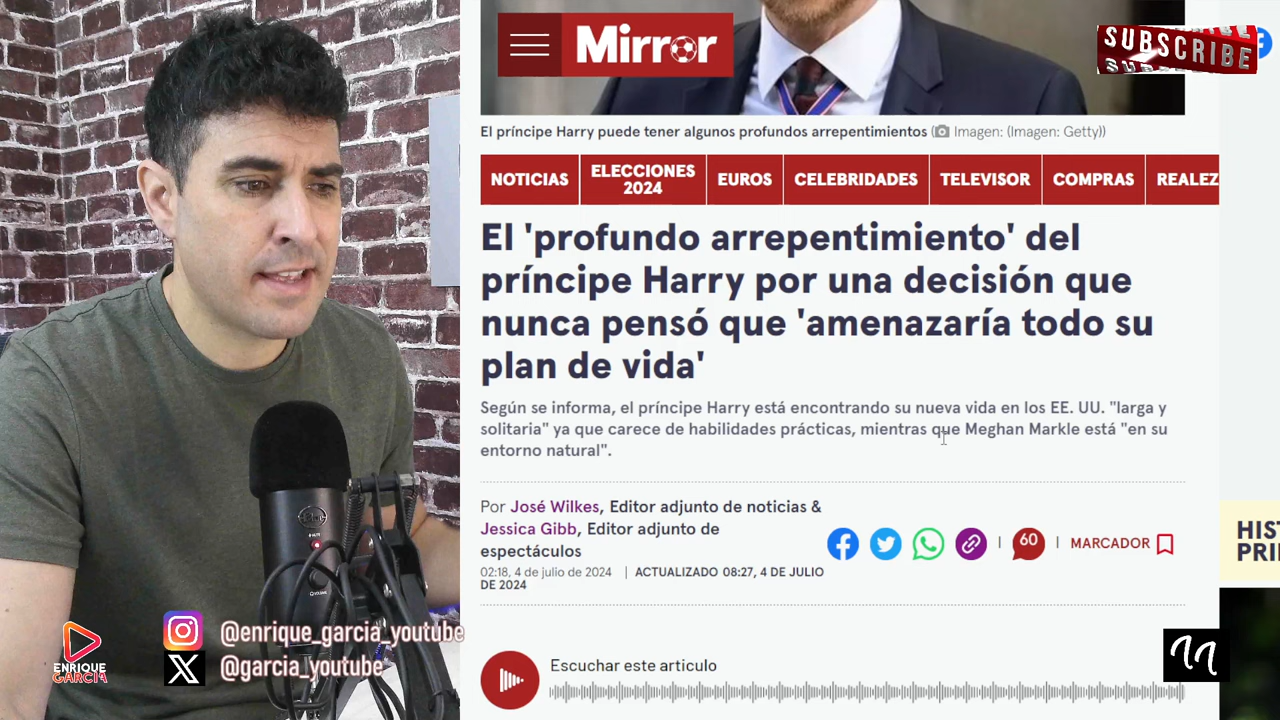 Mirror
SUBSCRIBE
El príncipe Harry puede tener algunos profundos arrepentimientos (Imagen: (Imagen: Getty))
NOTICIAS
ELECCIONES
2024
EUROS
CELEBRIDADES
TELEVISOR
COMPRAS
REALEZ
El 'profundo arrepentimiento' del
príncipe Harry por una decisión que
nunca pensó que 'amenazaría todo su
plan de vida'
Según se informa, el príncipe Harry está encontrando su nueva vida en los EE. UU. "larga y
solitaria" ya que carece de habilidades prácticas, mientras que Meghan Markle está "en su
entorno natural".
Por José Wilkes, Editor adjunto de noticias &
Jessica Gibb, Editor adjunto de
espectáculos
02:18, 4 de julio de 2024 | ACTUALIZADO 08:27, 4 DE JULIO
DE 2024
60
MARCADOR
HIST
PRI
Escuchar este articulo
ENRIQUE
GARCIA
@enrique_garcia_youtube
@garcia_youtube